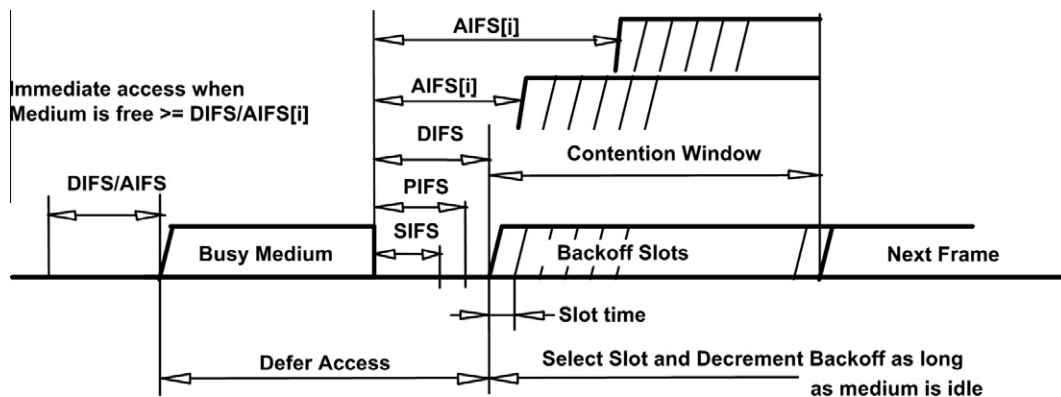 AIFS[i]
Immediate access when
Medium is free >= DIFS/AIFS[i]
AIFS[i]
DIFS
Contention Window
DIFS/AIFS
PIFS
SIFS
Busy Medium
Backoff Slots
Next Frame
Slot time
Defer Access
Select Slot and Decrement Backoff as long
as medium is idle